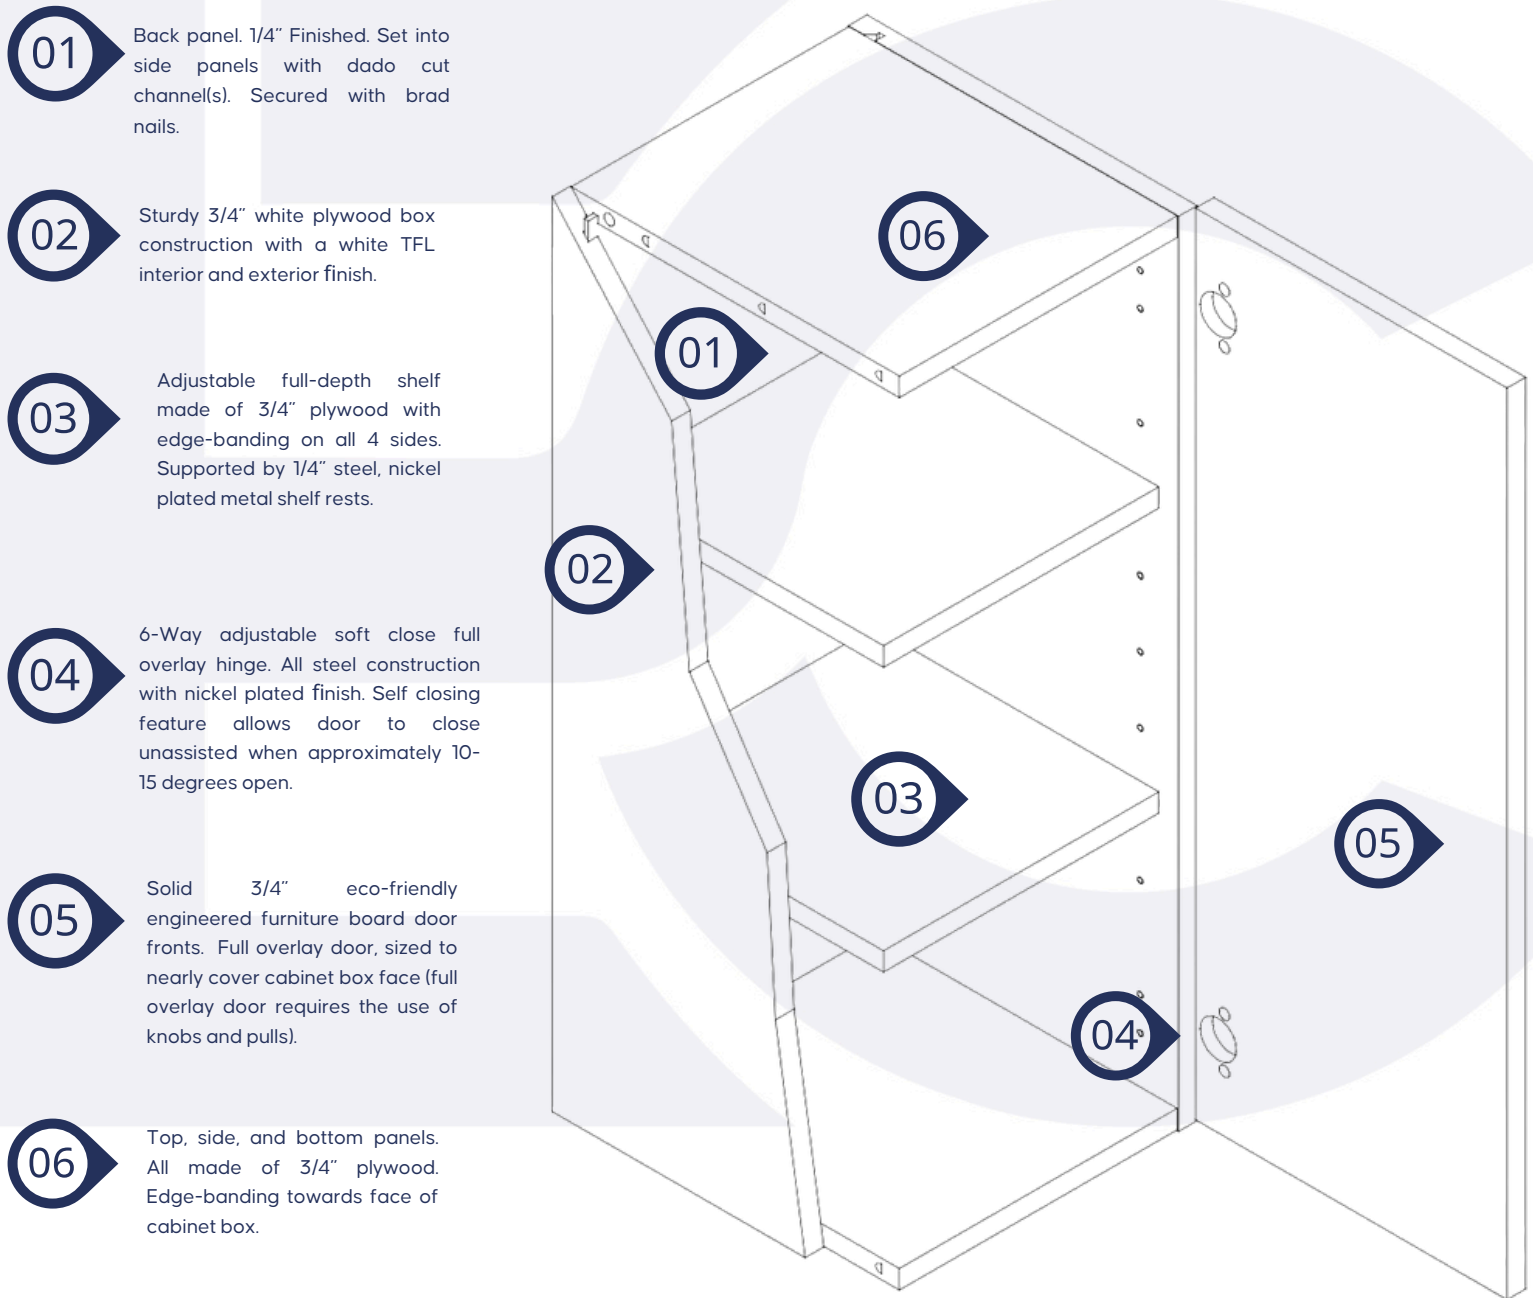 01
Back panel. 1/4" Finished. Set into
side panels with dado cut
channel(s). Secured with brad
nails.
02
Sturdy 3/4" white plywood box
construction with a white TFL
interior and exterior finish.
03
Adjustable full-depth shelf
made of 3/4" plywood with
edge-banding on all 4 sides.
Supported by 1/4" steel, nickel
plated metal shelf rests.
04
6-Way adjustable soft close full
overlay hinge. All steel construction
with nickel plated finish. Self closing
feature allows door to close
unassisted when approximately 10-
15 degrees open.
05
Solid 3/4" eco-friendly
engineered furniture board door
fronts. Full overlay door, sized to
nearly cover cabinet box face (full
overlay door requires the use of
knobs and pulls).
06
Top, side, and bottom panels.
All made of 3/4" plywood.
Edge-banding towards face of
cabinet box.
06
01
02
03
05
04